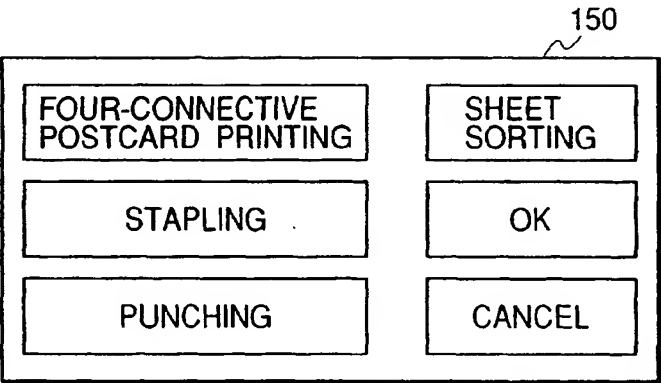 150
FOUR-CONNECTIVE
POSTCARD PRINTING
SHEET
SORTING
STAPLING
OK
PUNCHING
CANCEL